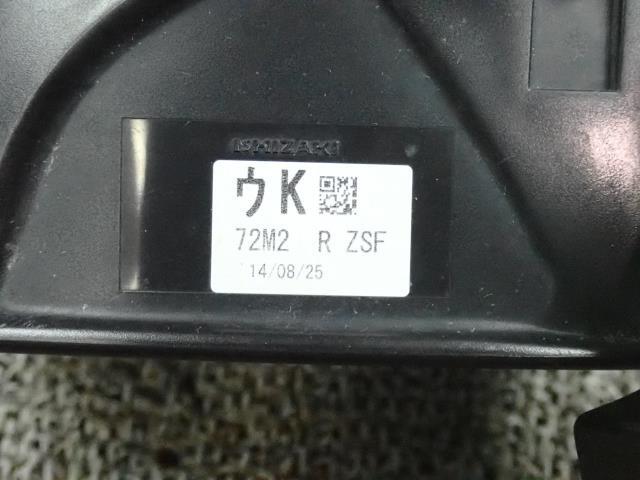 ISHIZAKI
ウK
72M2 R ZSF
'14/08/25